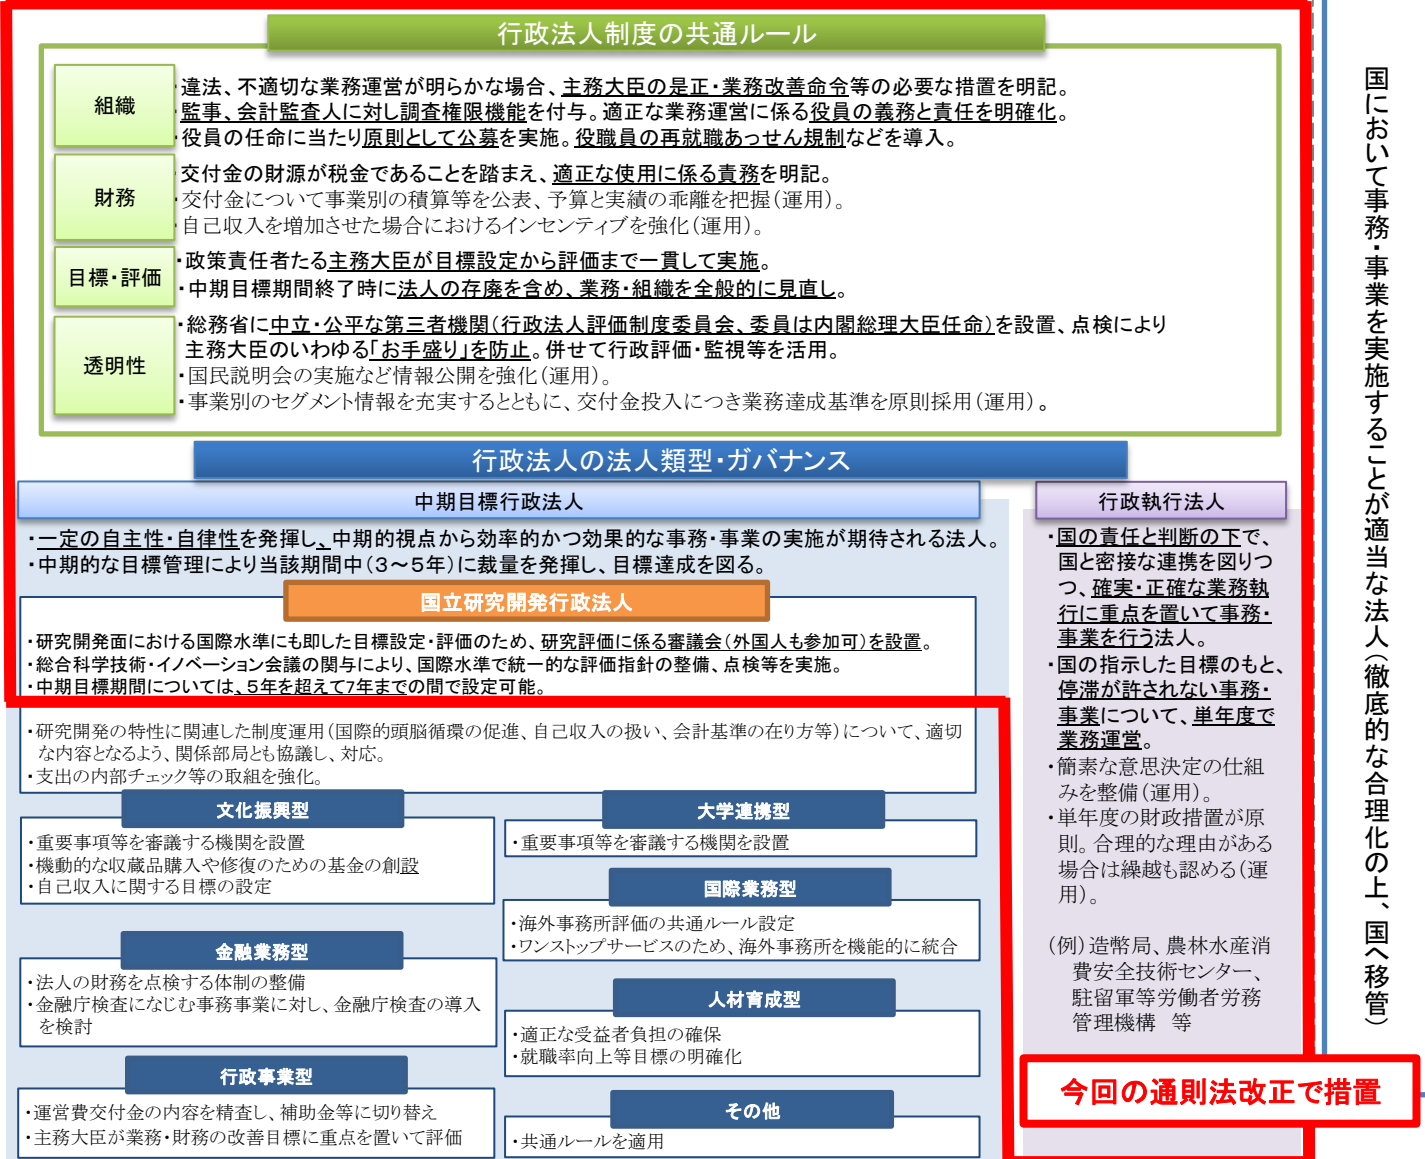 行政法人制度の共通ルール
組織
・違法、不適切な業務運営が明らかな場合、主務大臣の是正・業務改善命令等の必要な措置を明記。
・監事、会計監査人に対し調査権限機能を付与。適正な業務運営に係る役員の義務と責任を明確化。
・役員の任命に当たり原則として公募を実施。役職員の再就職あっせん規制などを導入。
財務
・交付金の財源が税金であることを踏まえ、適正な使用に係る責務を明記。
・交付金について事業別の積算等を公表、予算と実績の乖離を把握(運用)。
・自己収入を増加させた場合におけるインセンティブを強化(運用)。
目標・評価
・政策責任者たる主務大臣が目標設定から評価まで一貫して実施。
・中期目標期間終了時に法人の存廃を含め、業務・組織を全般的に見直し。
透明性
・総務省に中立・公平な第三者機関(行政法人評価制度委員会、委員は内閣総理大臣任命)を設置、点検により
主務大臣のいわゆる「お手盛り」を防止。併せて行政評価・監視等を活用。
・国民説明会の実施など情報公開を強化(運用)。
・事業別のセグメント情報を充実するとともに、交付金投入につき業務達成基準を原則採用(運用)。
行政法人の法人類型・ガバナンス
中期目標行政法人
・一定の自主性・自律性を発揮し、中期的視点から効率的かつ効果的な事務・事業の実施が期待される法人。
・中期的な目標管理により当該期間中(3~5年)に裁量を発揮し、目標達成を図る。
国立研究開発行政法人
・研究開発面における国際水準にも即した目標設定・評価のため、研究評価に係る審議会(外国人も参加可)を設置。
・総合科学技術・イノベーション会議の関与により、国際水準で統一的な評価指針の整備、点検等を実施。
・中期目標期間については、5年を超えて7年までの間で設定可能。
・研究開発の特性に関連した制度運用(国際的頭脳循環の促進、自己収入の扱い、会計基準の在り方等)について、適切
な内容となるよう、関係部局とも協議し、対応。
・支出の内部チェック等の取組を強化。
文化振興型
・重要事項等を審議する機関を設置
・機動的な収蔵品購入や修復のための基金の創設
・自己収入に関する目標の設定
金融業務型
・法人の財務を点検する体制の整備
・金融庁検査になじむ事務事業に対し、金融庁検査の導入
を検討
行政事業型
・運営費交付金の内容を精査し、補助金等に切り替え
・主務大臣が業務・財務の改善目標に重点を置いて評価
大学連携型
・重要事項等を審議する機関を設置
国際業務型
・海外事務所評価の共通ルール設定
・ワンストップサービスのため、海外事務所を機能的に統合
人材育成型
・適正な受益者負担の確保
・就職率向上等目標の明確化
その他
・共通ルールを適用
行政執行法人
・国の責任と判断の下で、
国と密接な連携を図りつ
つ、確実・正確な業務執
行に重点を置いて事務・
事業を行う法人。
・国の指示した目標のもと、
停滞が許されない事務・
事業について、単年度で
業務運営。
・簡素な意思決定の仕組
みを整備(運用)。
・単年度の財政措置が原
則。合理的な理由がある
場合は繰越も認める(運
用)。
(例)造幣局、農林水産消
費安全技術センター、
駐留軍等労働者労務
管理機構 等
今回の通則法改正で措置
国において事務・事業を実施することが適当な法人(徹底的な合理化の上、国へ移管)